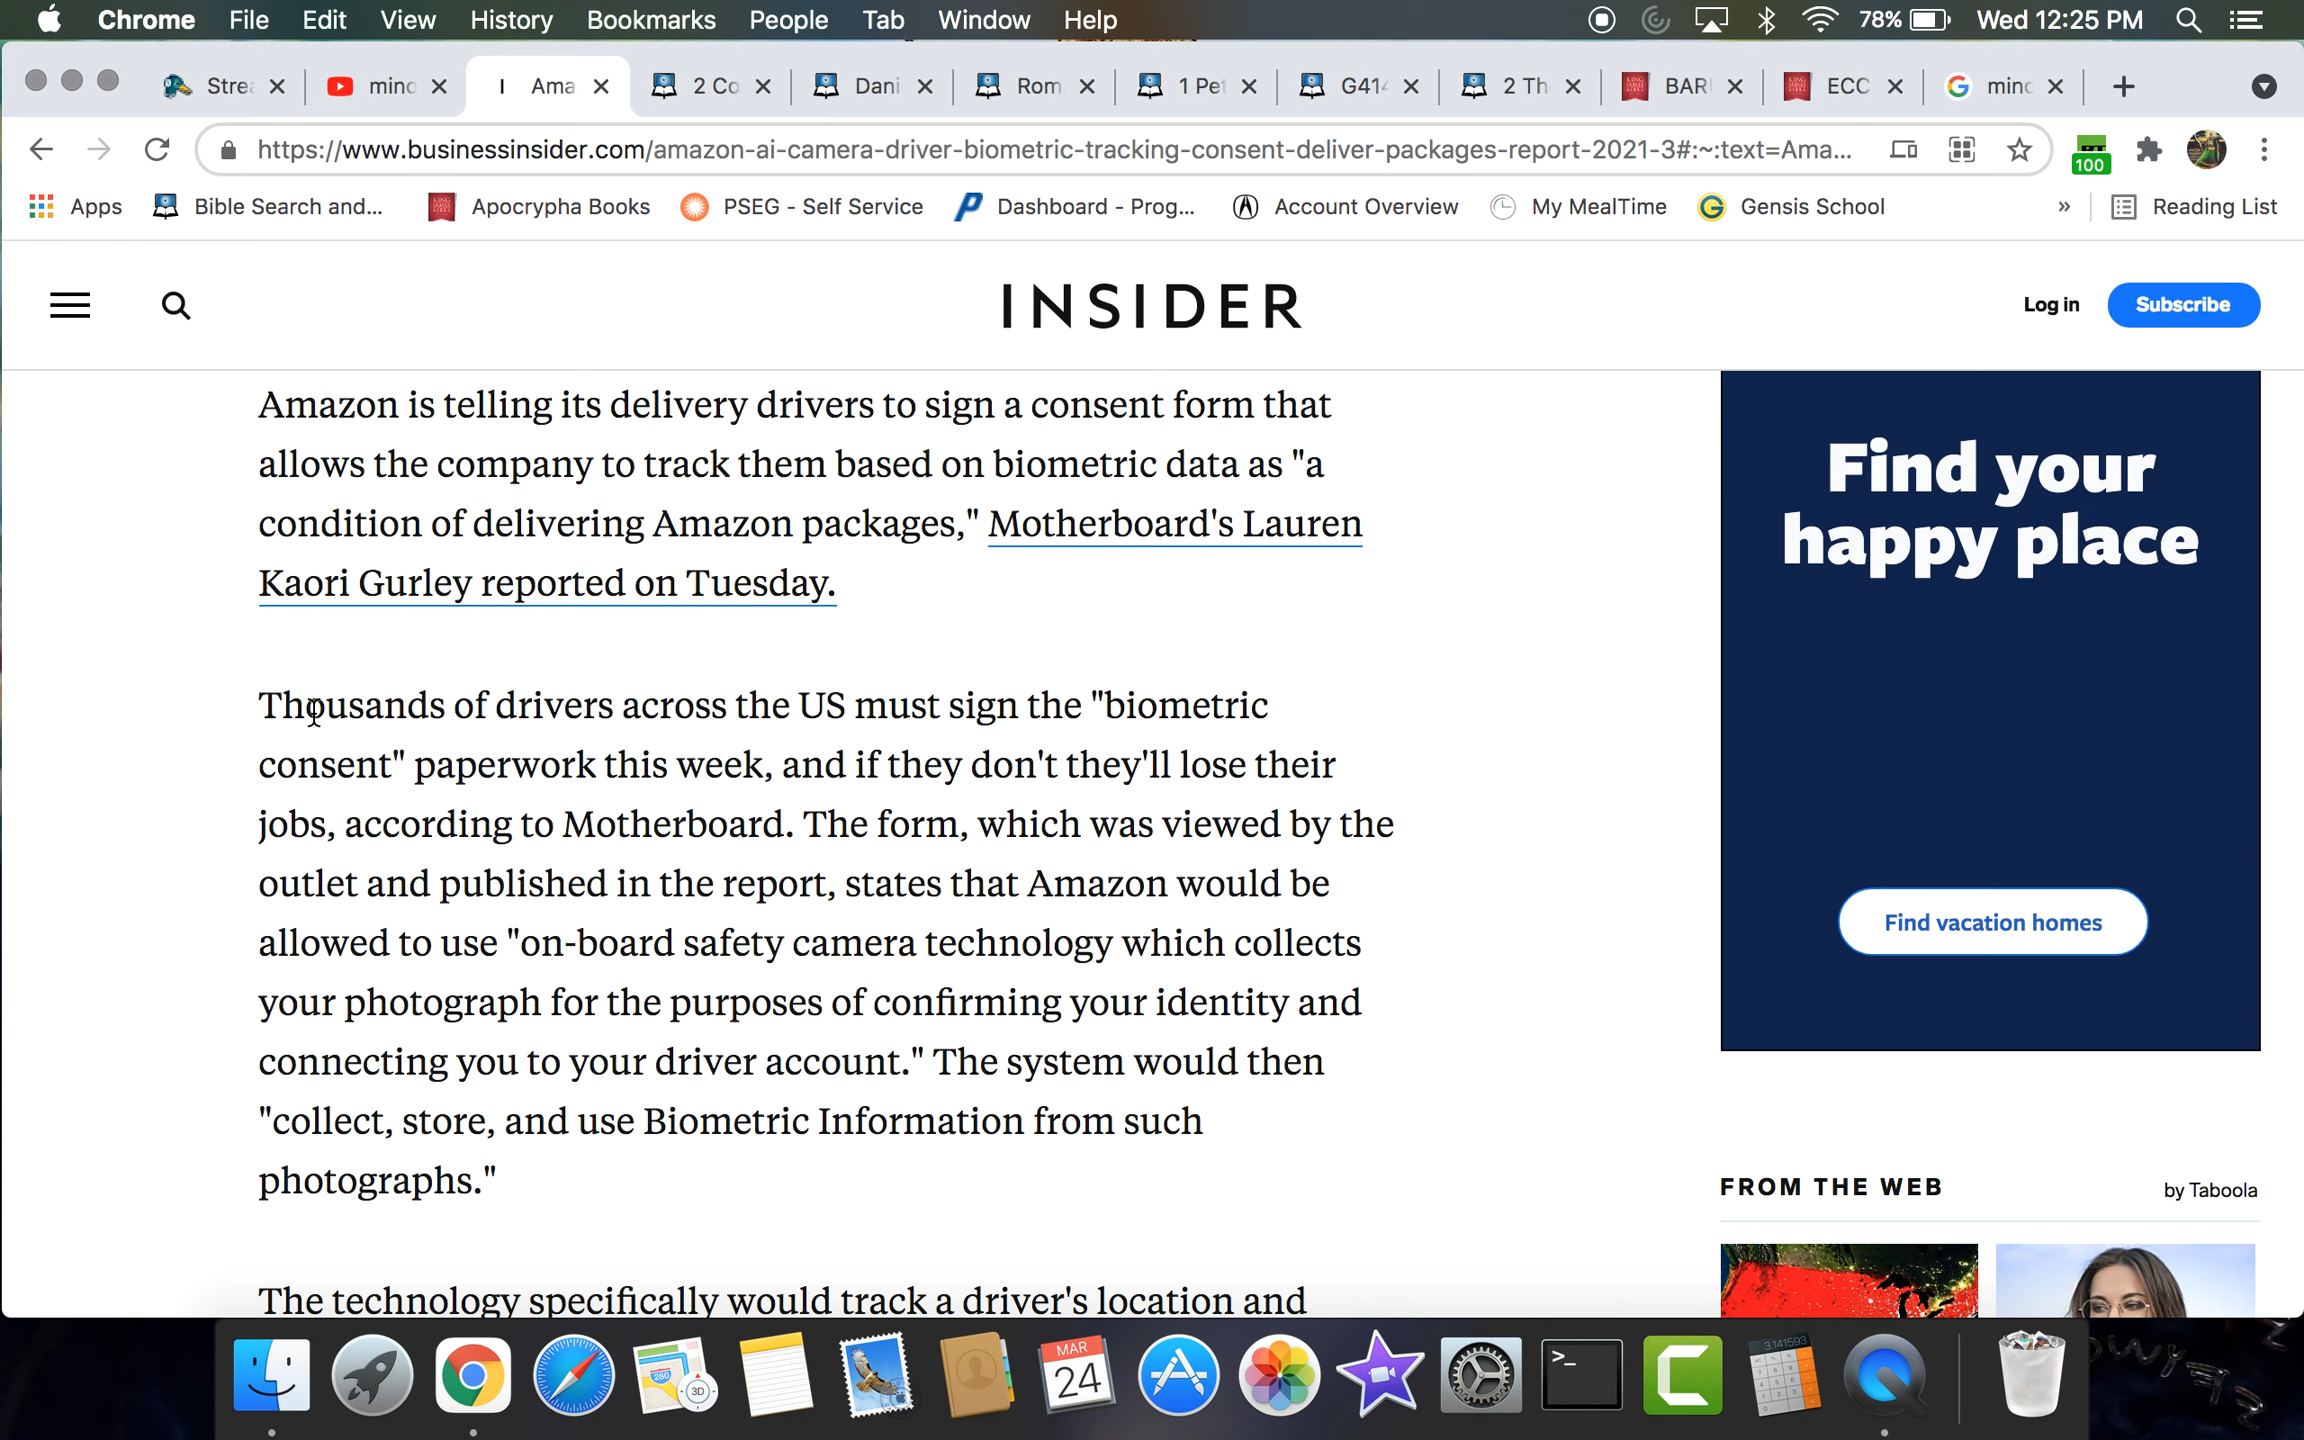 Chrome File Edit View History Bookmarks People Tab Window Help 78% Wed 12:25 PM
Strea minc Ama 2 Co Dani Rom 1 Pet G414 2 Th BAR ECC minc
https://www.businessinsider.com/amazon-ai-camera-driver-biometric-tracking-consent-deliver-packages-report-2021-3#:~:text=Ama... 100
Apps Bible Search and... Apocrypha Books PSEG - Self Service Dashboard - Prog... Account Overview My MealTime Gensis School » Reading List
INSIDER
Log in Subscribe
Amazon is telling its delivery drivers to sign a consent form that
allows the company to track them based on biometric data as "a
condition of delivering Amazon packages," Motherboard's Lauren
Kaori Gurley reported on Tuesday.
Thousands of drivers across the US must sign the "biometric
consent" paperwork this week, and if they don't they'll lose their
jobs, according to Motherboard. The form, which was viewed by the
outlet and published in the report, states that Amazon would be
allowed to use "on-board safety camera technology which collects
your photograph for the purposes of confirming your identity and
connecting you to your driver account." The system would then
"collect, store, and use Biometric Information from such
photographs."
The technology specifically would track a driver's location and
Find your
happy place
Find vacation homes
FROM THE WEB by Taboola
280 3D MAR 24 >_ 3.141593